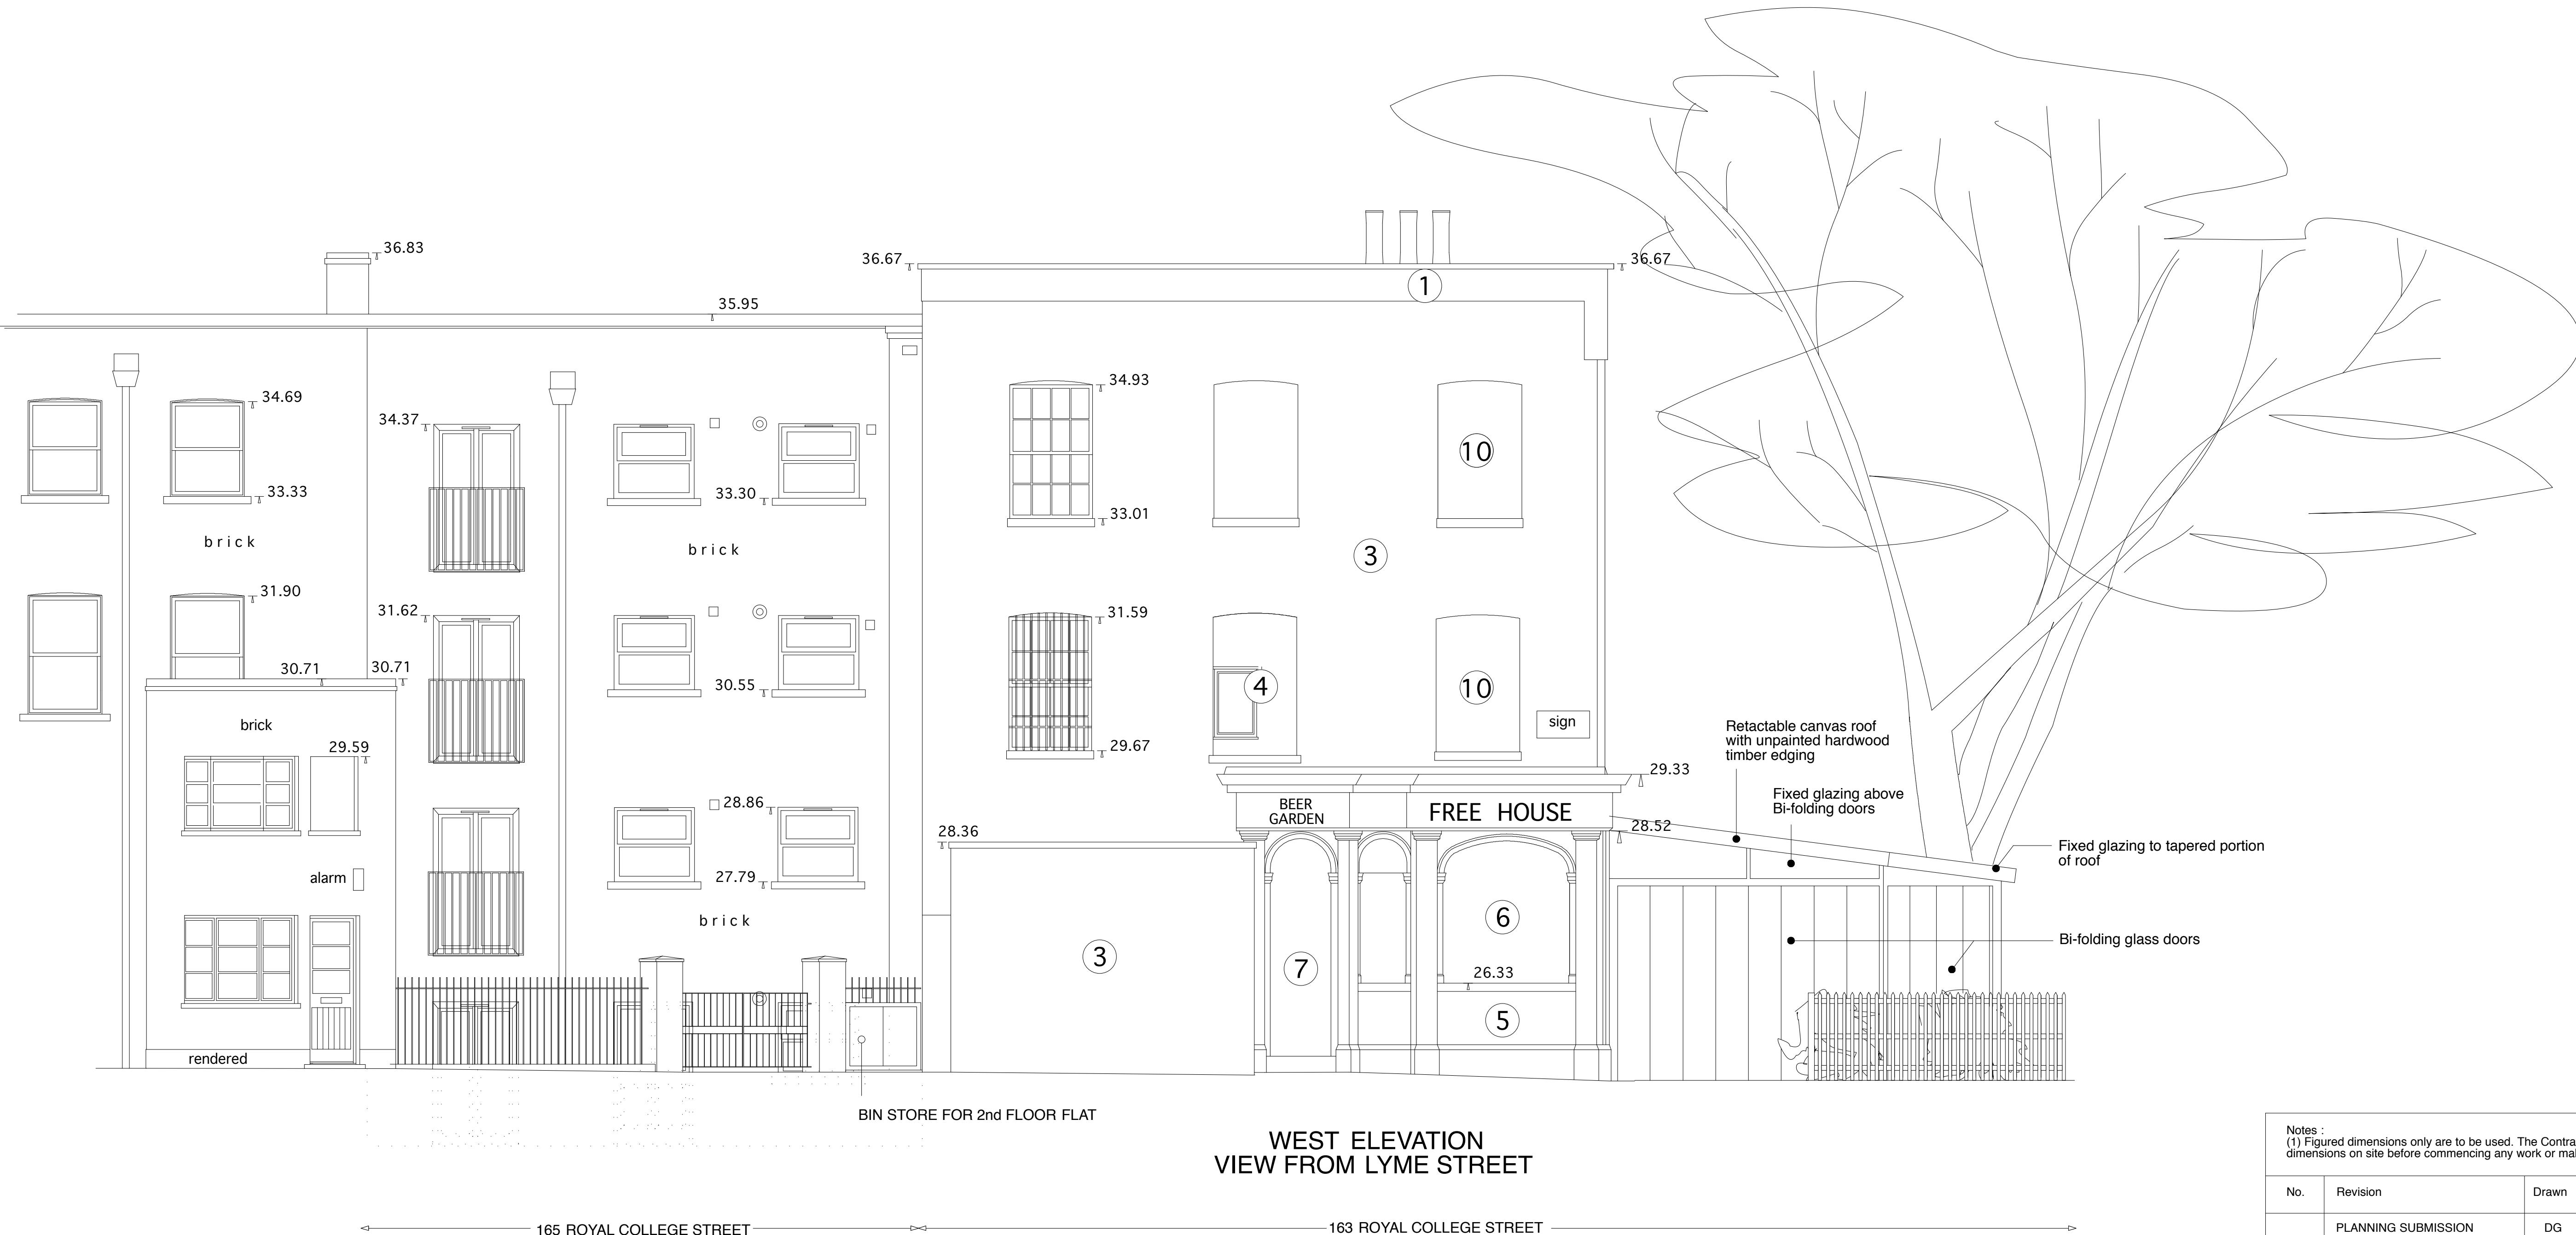 36.83
36.67
36.67
1
35.95
34.93
34.69
34.37
10
33.33
33.30
33.01
brick
brick
3
31.90
31.62
31.59
30.71
30.71
30.55
4
10
brick
sign
29.59
29.67
Retactable canvas roof
with unpainted hardwood
timber edging
29.33
Fixed glazing above
Bi-folding doors
28.86
BEER
GARDEN
FREE HOUSE
28.52
28.36
Fixed glazing to tapered portion
of roof
alarm
27.79
brick
6
Bi-folding glass doors
3
7
26.33
5
rendered
BIN STORE FOR 2nd FLOOR FLAT
WEST ELEVATION
VIEW FROM LYME STREET
165 ROYAL COLLEGE STREET
163 ROYAL COLLEGE STREET
Notes :
(1) Figured dimensions only are to be used. The Contra
dimensions on site before commencing any work or mal
No. Revision Drawn
PLANNING SUBMISSION DG